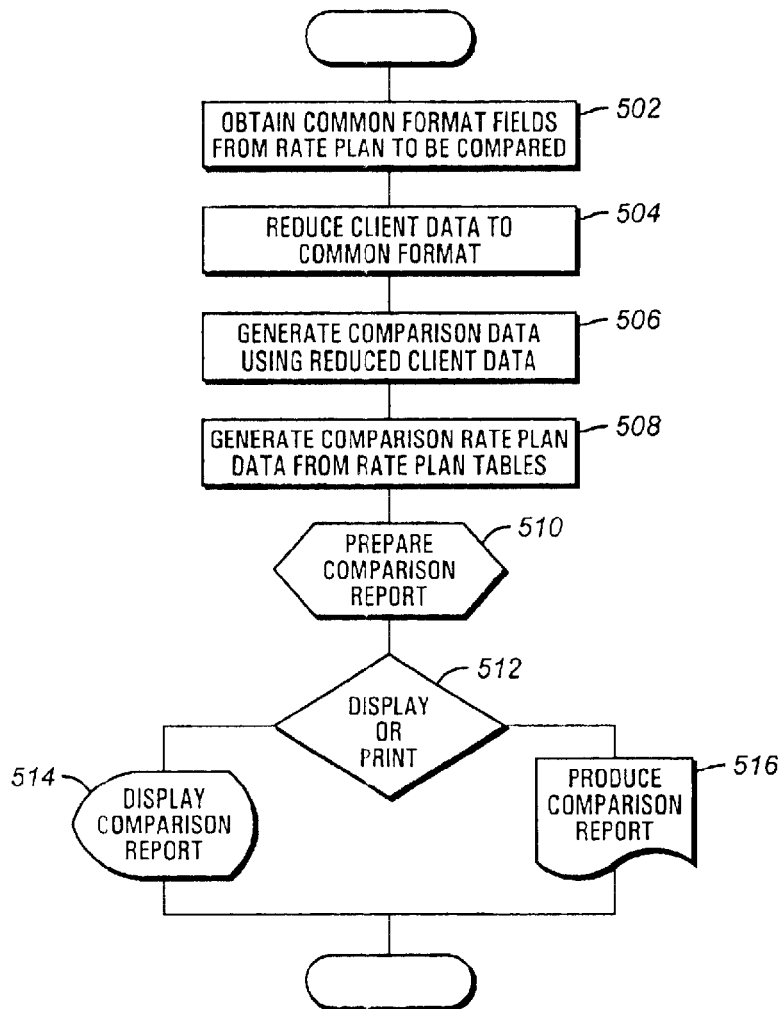 OBTAIN COMMON FORMAT FIELDS
FROM RATE PLAN TO BE COMPARED
502
REDUCE CLIENT DATA TO
COMMON FORMAT
504
GENERATE COMPARISON DATA
USING REDUCED CLIENT DATA
506
GENERATE COMPARISON RATE PLAN
DATA FROM RATE PLAN TABLES
508
PREPARE
COMPARISON
REPORT
510
DISPLAY
OR
PRINT
512
514
DISPLAY
COMPARISON
REPORT
PRODUCE
COMPARISON
REPORT
516